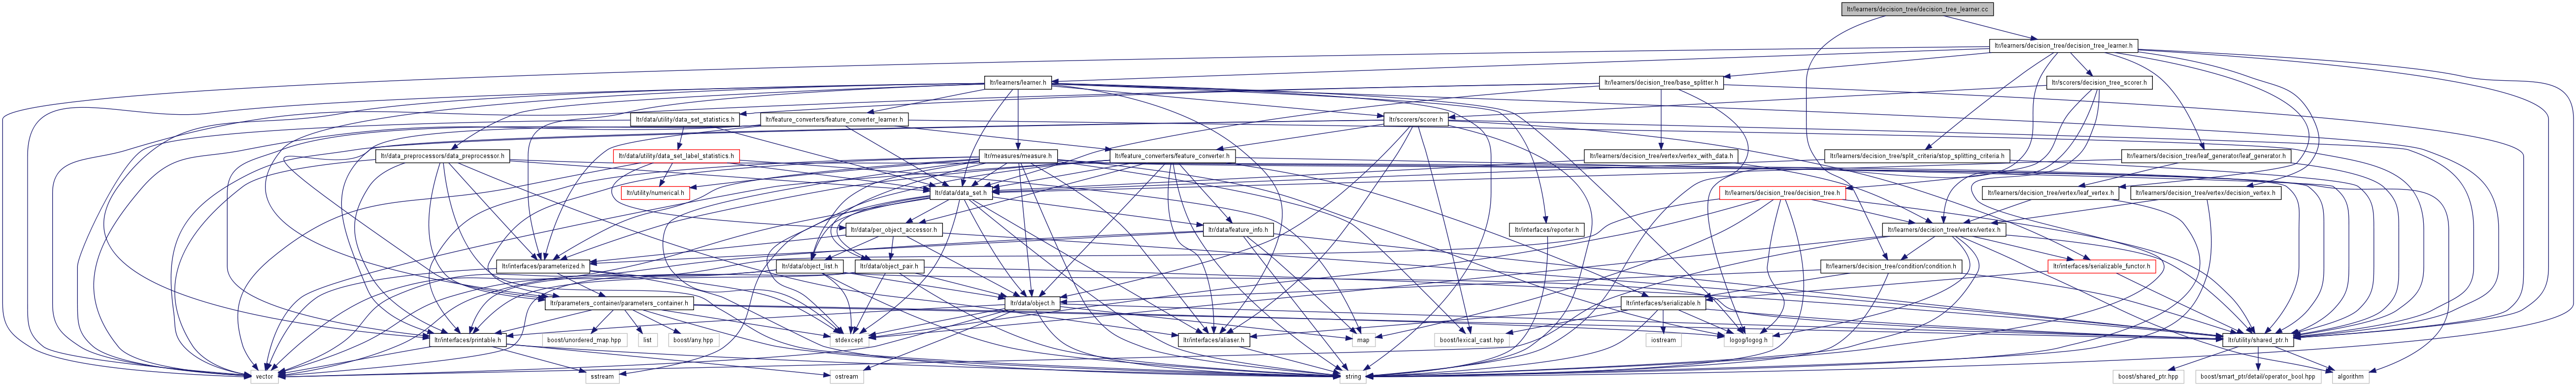 ltr/learners/decision_tree/decision_tree_learner.cc
ltr/learners/decision_tree/decision_tree_learner.h
ltr/learners/learner.h
ltr/learners/decision_tree/base_splitter.h
ltr/scorers/decision_tree_scorer.h
ltr/data/utility/data_set_statistics.h
ltr/feature_converters/feature_converter_learner.h
ltr/scorers/scorer.h
ltr/data_preprocessors/data_preprocessor.h
ltr/data/utility/data_set_label_statistics.h
ltr/measures/measure.h
ltr/feature_converters/feature_converter.h
ltr/learners/decision_tree/vertex/vertex_with_data.h
ltr/learners/decision_tree/split_criteria/stop_splitting_criteria.h
ltr/learners/decision_tree/leaf_generator/leaf_generator.h
ltr/utility/numerical.h
ltr/data/data_set.h
ltr/learners/decision_tree/decision_tree.h
ltr/learners/decision_tree/vertex/leaf_vertex.h
ltr/learners/decision_tree/vertex/decision_vertex.h
ltr/data/per_object_accessor.h
ltr/data/feature_info.h
ltr/interfaces/reporter.h
ltr/learners/decision_tree/vertex/vertex.h
ltr/interfaces/parameterized.h
ltr/data/object_list.h
ltr/data/object_pair.h
ltr/learners/decision_tree/condition/condition.h
ltr/interfaces/serializable_functor.h
ltr/parameters_container/parameters_container.h
ltr/data/object.h
ltr/interfaces/serializable.h
ltr/interfaces/printable.h
boost/unordered_map.hpp
list
boost/any.hpp
stdexcept
ltr/interfaces/aliaser.h
map
boost/lexical_cast.hpp
iostream
logog/logog.h
ltr/utility/shared_ptr.h
vector
sstream
ostream
string
boost/shared_ptr.hpp
boost/smart_ptr/detail/operator_bool.hpp
algorithm